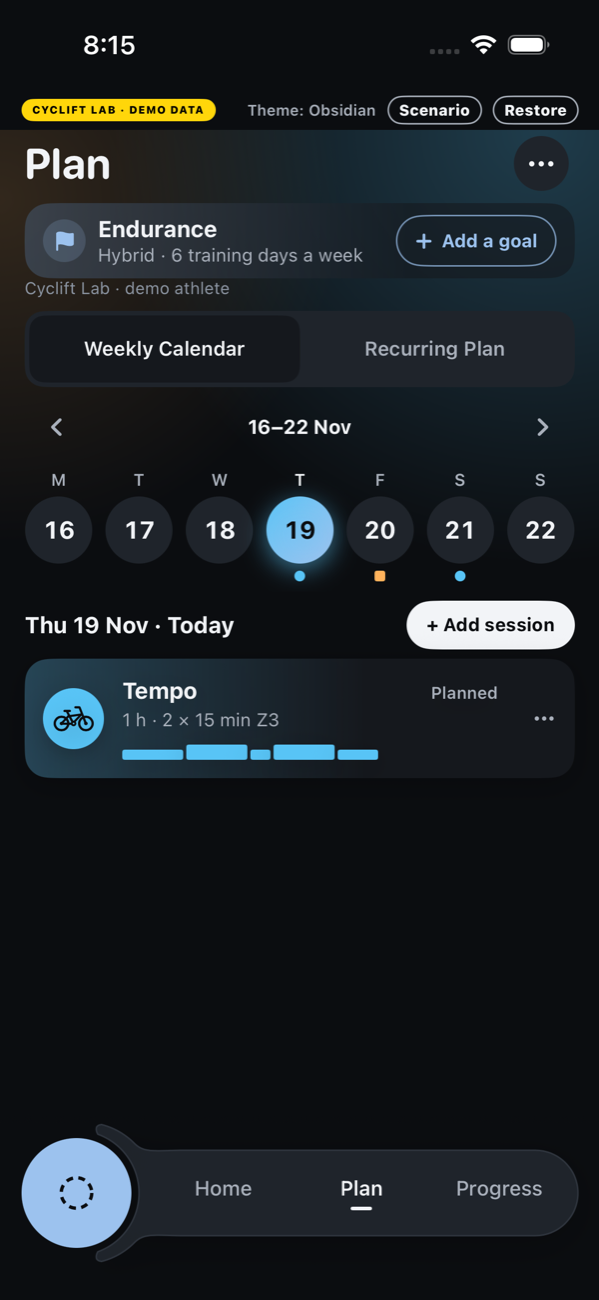 8:15
CYCLIFT LAB · DEMO DATA
Theme: Obsidian
Scenario
Restore
Plan
Endurance
Hybrid · 6 training days a week
+ Add a goal
Cyclift Lab · demo athlete
Weekly Calendar
Recurring Plan
16–22 Nov
M T W T F S S
16 17 18 19 20 21 22
Thu 19 Nov · Today
+ Add session
Tempo
Planned
1 h · 2 × 15 min Z3
Home
Plan
Progress